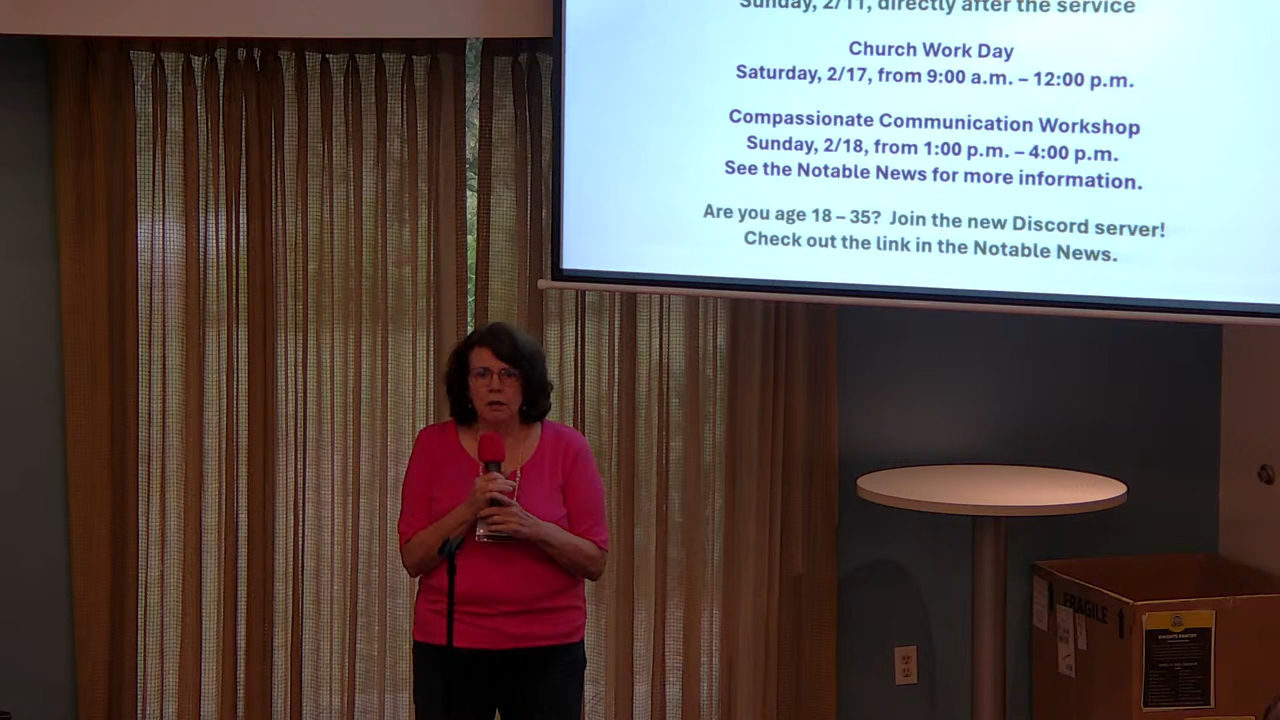 Sunday, 2/11, directly after the service
Church Work Day
Saturday, 2/17, from 9:00 a.m. – 12:00 p.m.
Compassionate Communication Workshop
Sunday, 2/18, from 1:00 p.m. – 4:00 p.m.
See the Notable News for more information.
Are you age 18 – 35? Join the new Discord server!
Check out the link in the Notable News.
FRAGILE
KNIGHTS PANTRY